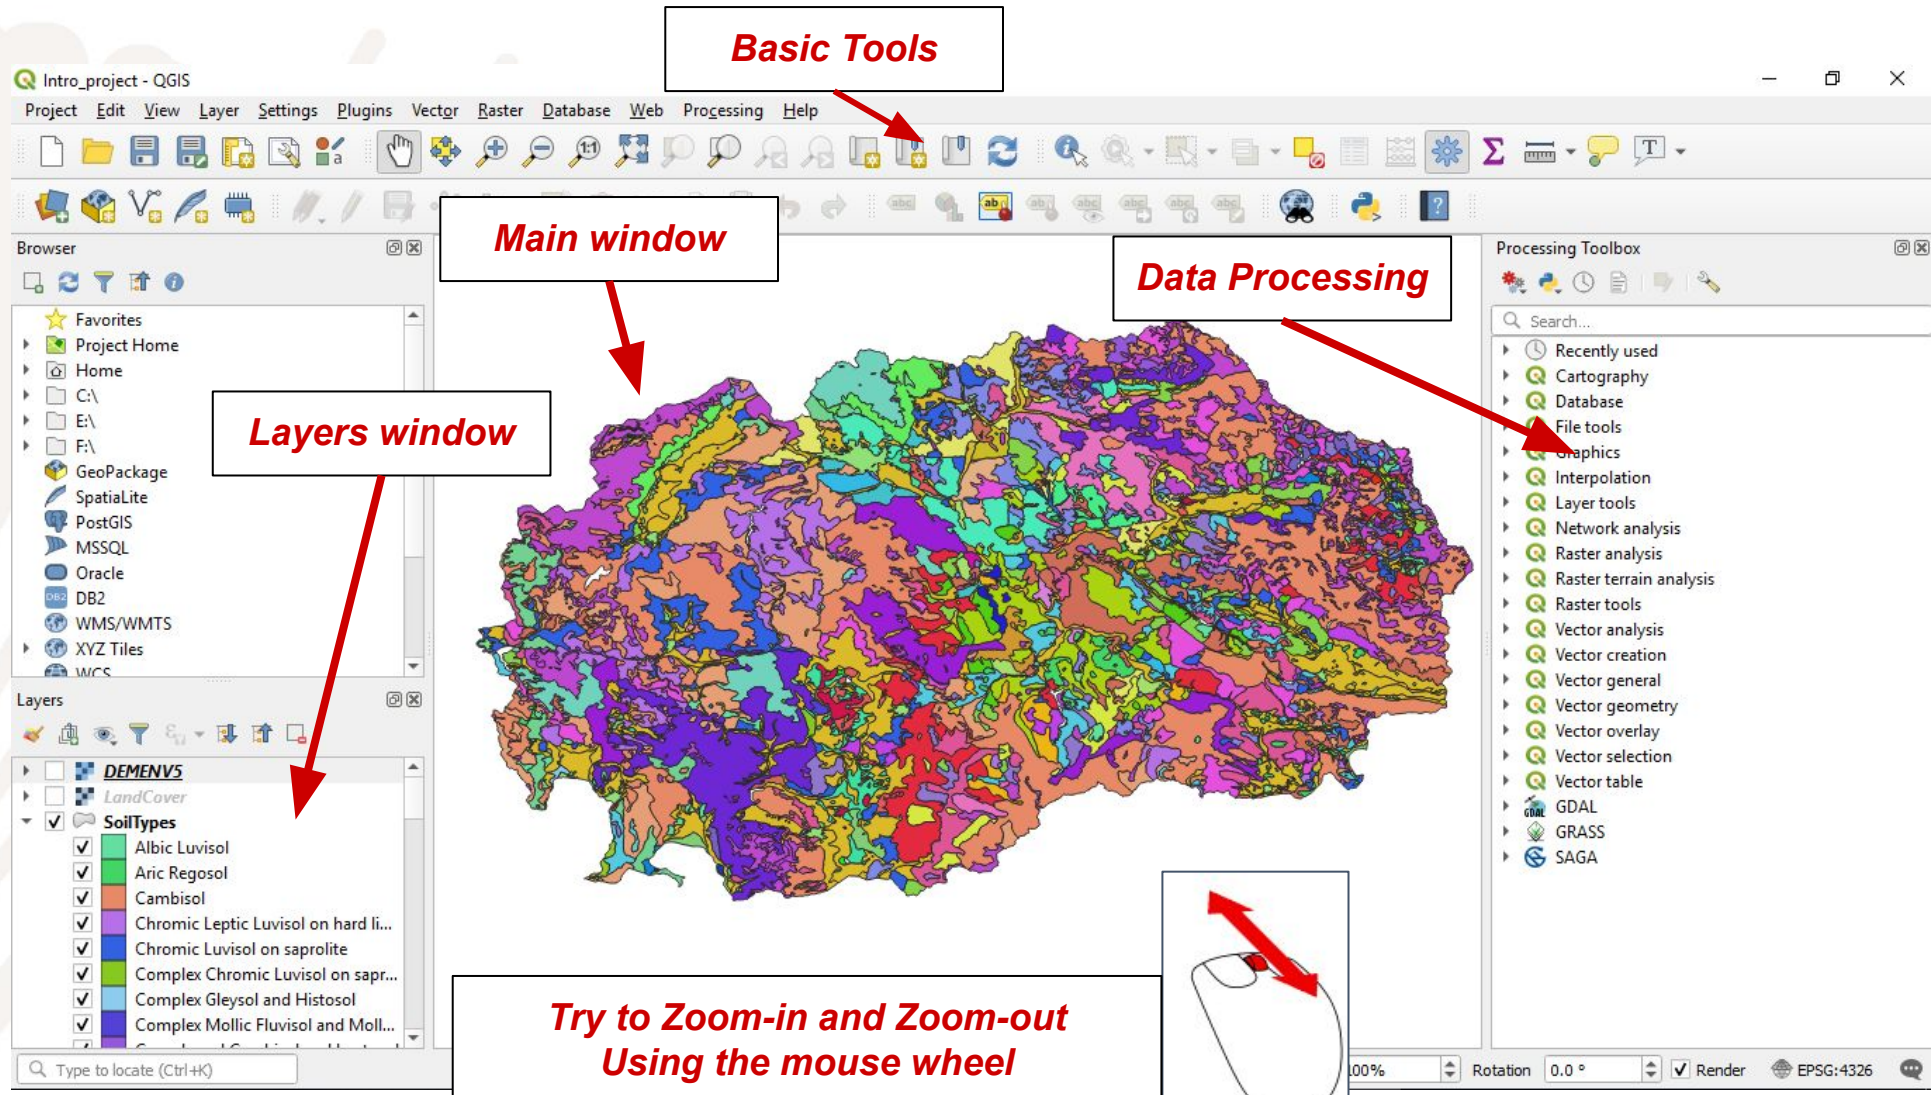 Basic Tools
Intro_project - QGIS
Project Edit View Layer Settings Plugins Vector Raster Database Web Processing Help
Main window
Browser
Data Processing
Processing Toolbox
Search...
Favorites
Project Home
Home
C:\
E:\
F:\
GeoPackage
SpatiaLite
PostGIS
MSSQL
Oracle
DB2
WMS/WMTS
XYZ Tiles
WCS
Layers window
Recently used
Cartography
Database
File tools
Graphics
Interpolation
Layer tools
Network analysis
Raster analysis
Raster terrain analysis
Raster tools
Vector analysis
Vector creation
Vector general
Vector geometry
Vector overlay
Vector selection
Vector table
GDAL
GRASS
SAGA
Layers
DEMENV5
LandCover
SoilTypes
Albic Luvisol
Aric Regosol
Cambisol
Chromic Leptic Luvisol on hard li...
Chromic Luvisol on saprolite
Complex Chromic Luvisol on sapr...
Complex Gleysol and Histosol
Complex Mollic Fluvisol and Moll...
Try to Zoom-in and Zoom-out
Using the mouse wheel
Type to locate (Ctrl+K)
Rotation 0.0 ° Render EPSG:4326